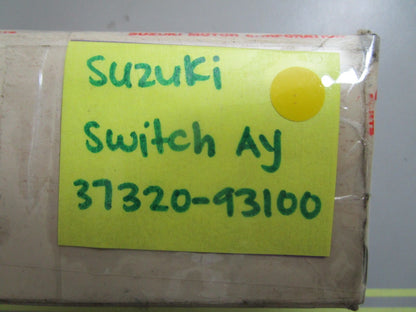 SUZUKI MOTOR CORPORATION
Suzuki
Switch Ay
37320-93100